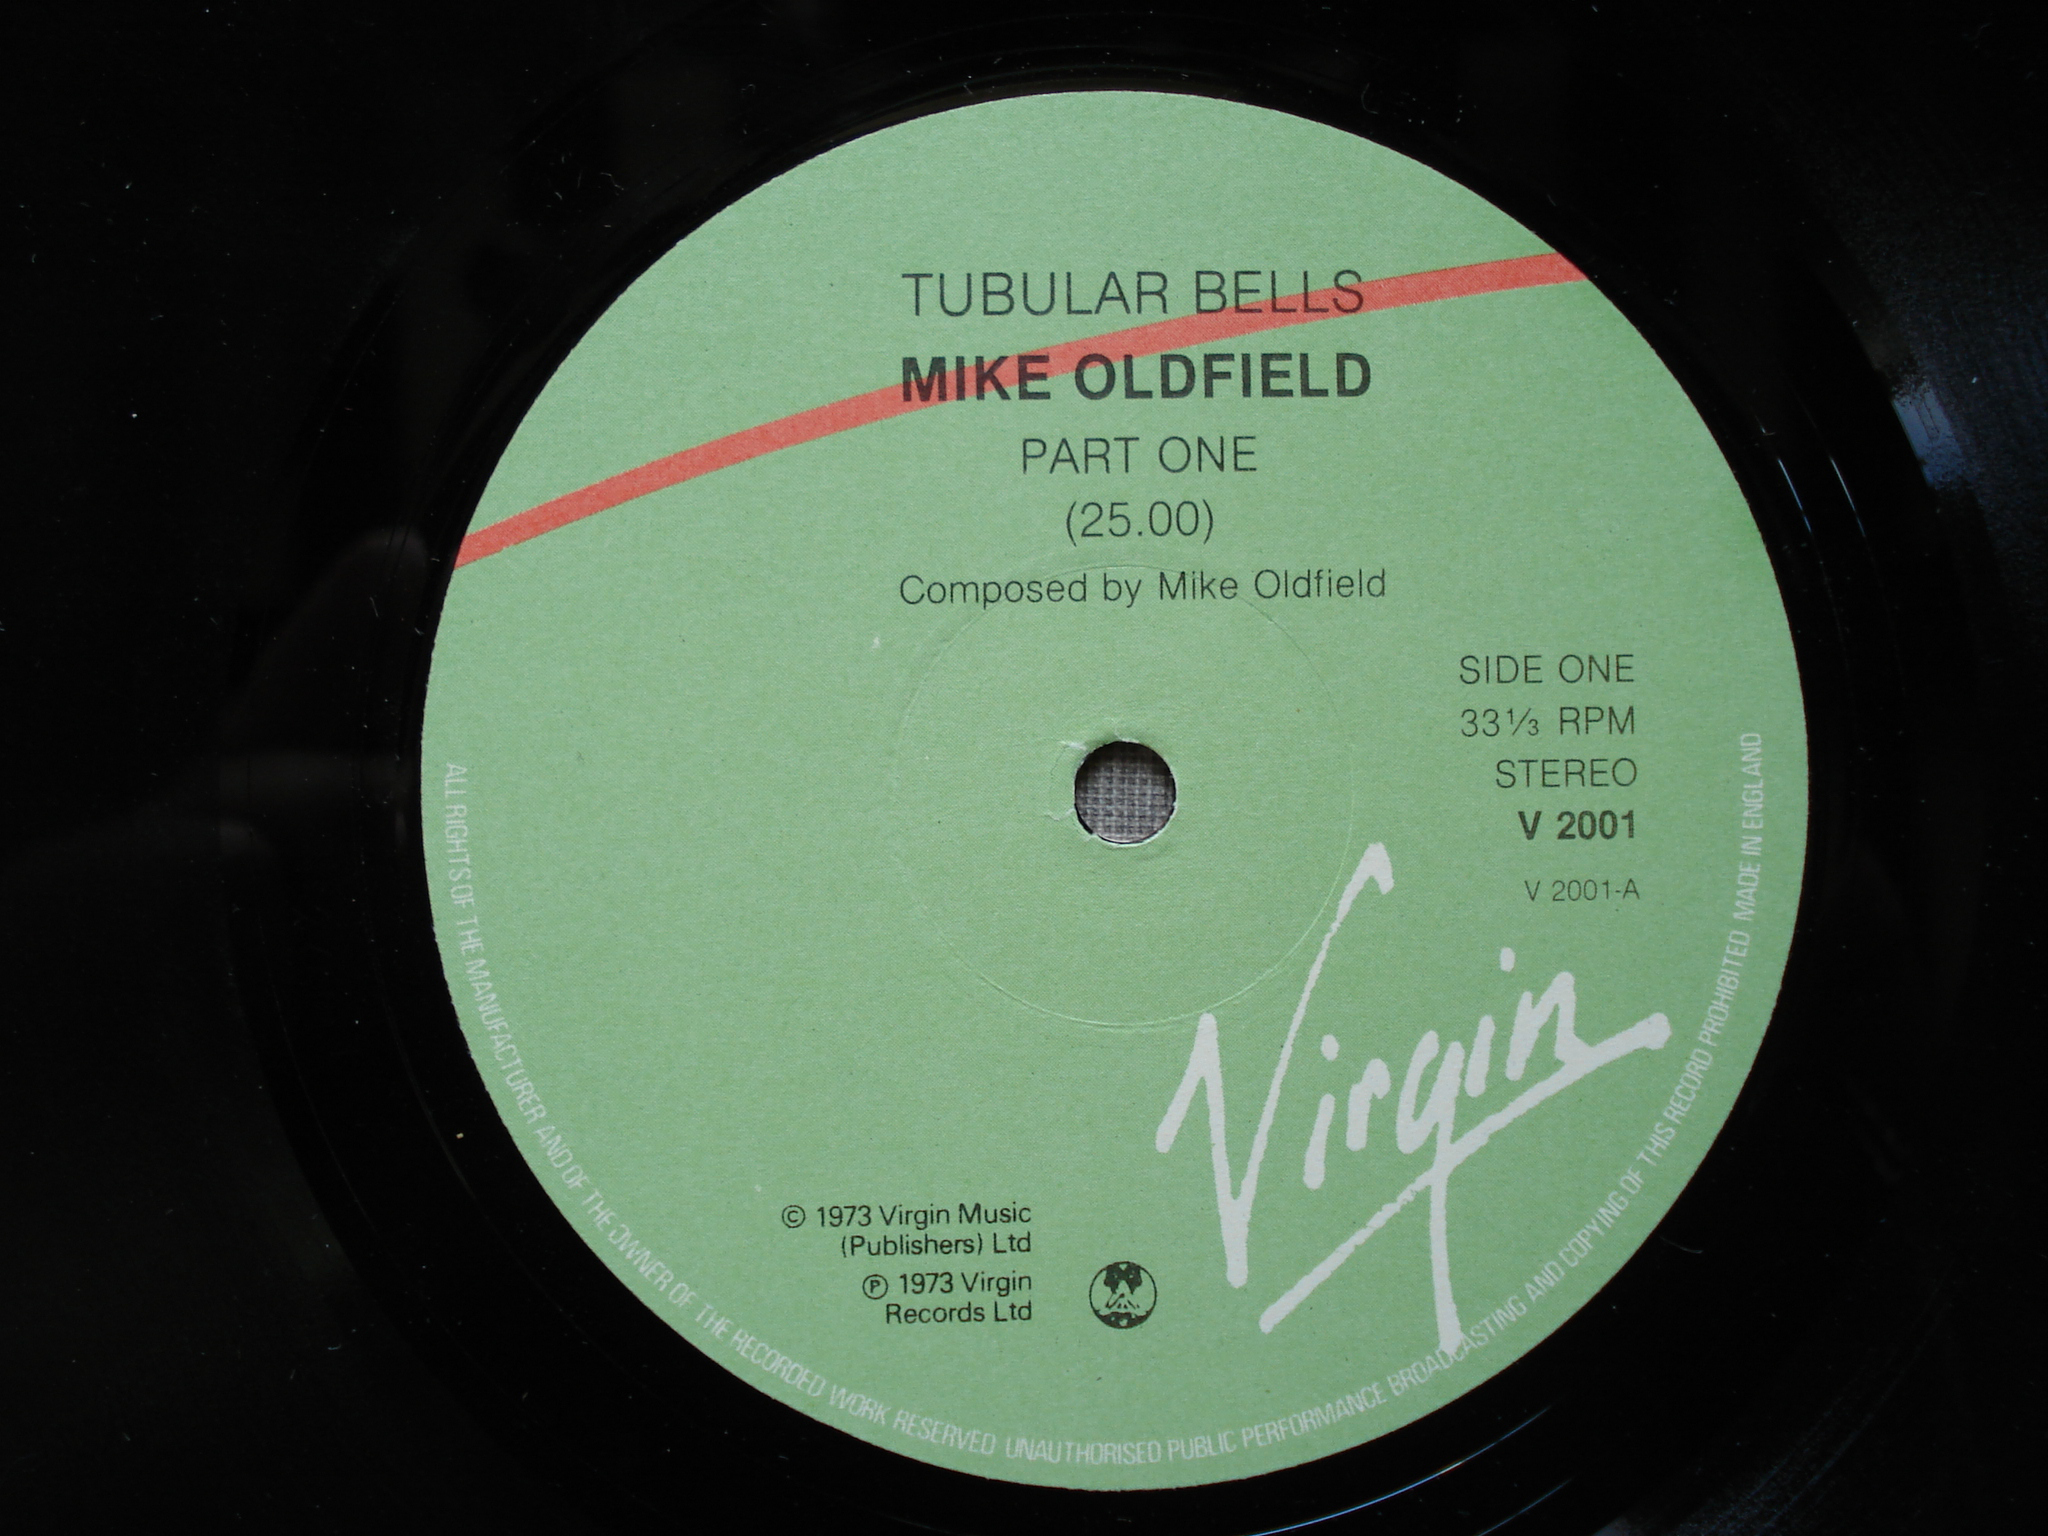 TUBULAR BELLS
MIKE OLDFIELD
PART ONE
(25.00)
Composed by Mike Oldfield
SIDE ONE
33⅓ RPM
STEREO
V 2001
V 2001-A
Virgin
© 1973 Virgin Music
(Publishers) Ltd
℗ 1973 Virgin
Records Ltd
ALL RIGHTS OF THE MANUFACTURER AND OF THE OWNER OF THE RECORDED WORK RESERVED UNAUTHORISED PUBLIC PERFORMANCE BROADCASTING AND COPYING OF THIS RECORD PROHIBITED MADE IN ENGLAND